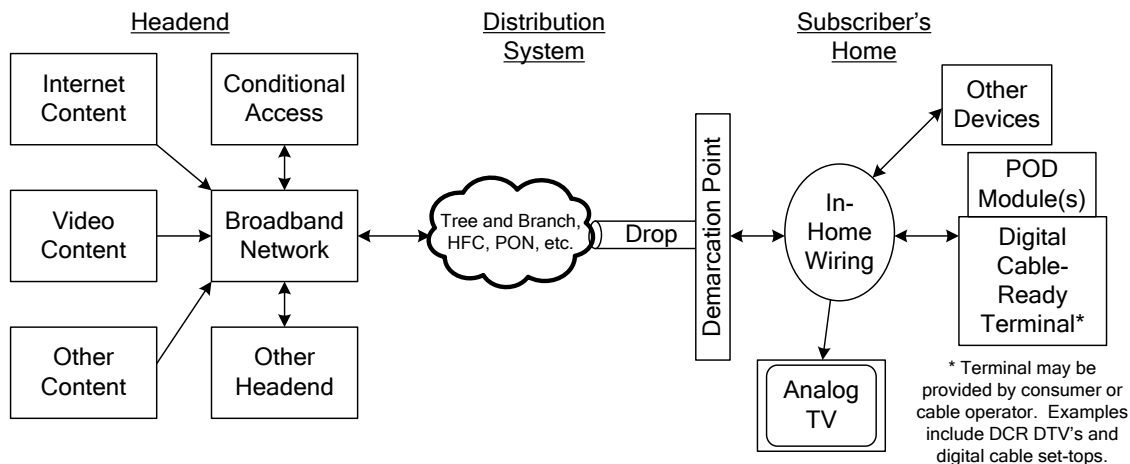 Headend
Distribution
System
Subscriber's
Home
Internet
Content
Conditional
Access
Video
Content
Broadband
Network
Other
Content
Other
Headend
Tree and Branch,
HFC, PON, etc.
Drop
Demarcation Point
In-
Home
Wiring
Other
Devices
POD
Module(s)
Digital
Cable-
Ready
Terminal*
Analog
TV
* Terminal may be
provided by consumer or
cable operator. Examples
include DCR DTV's and
digital cable set-tops.